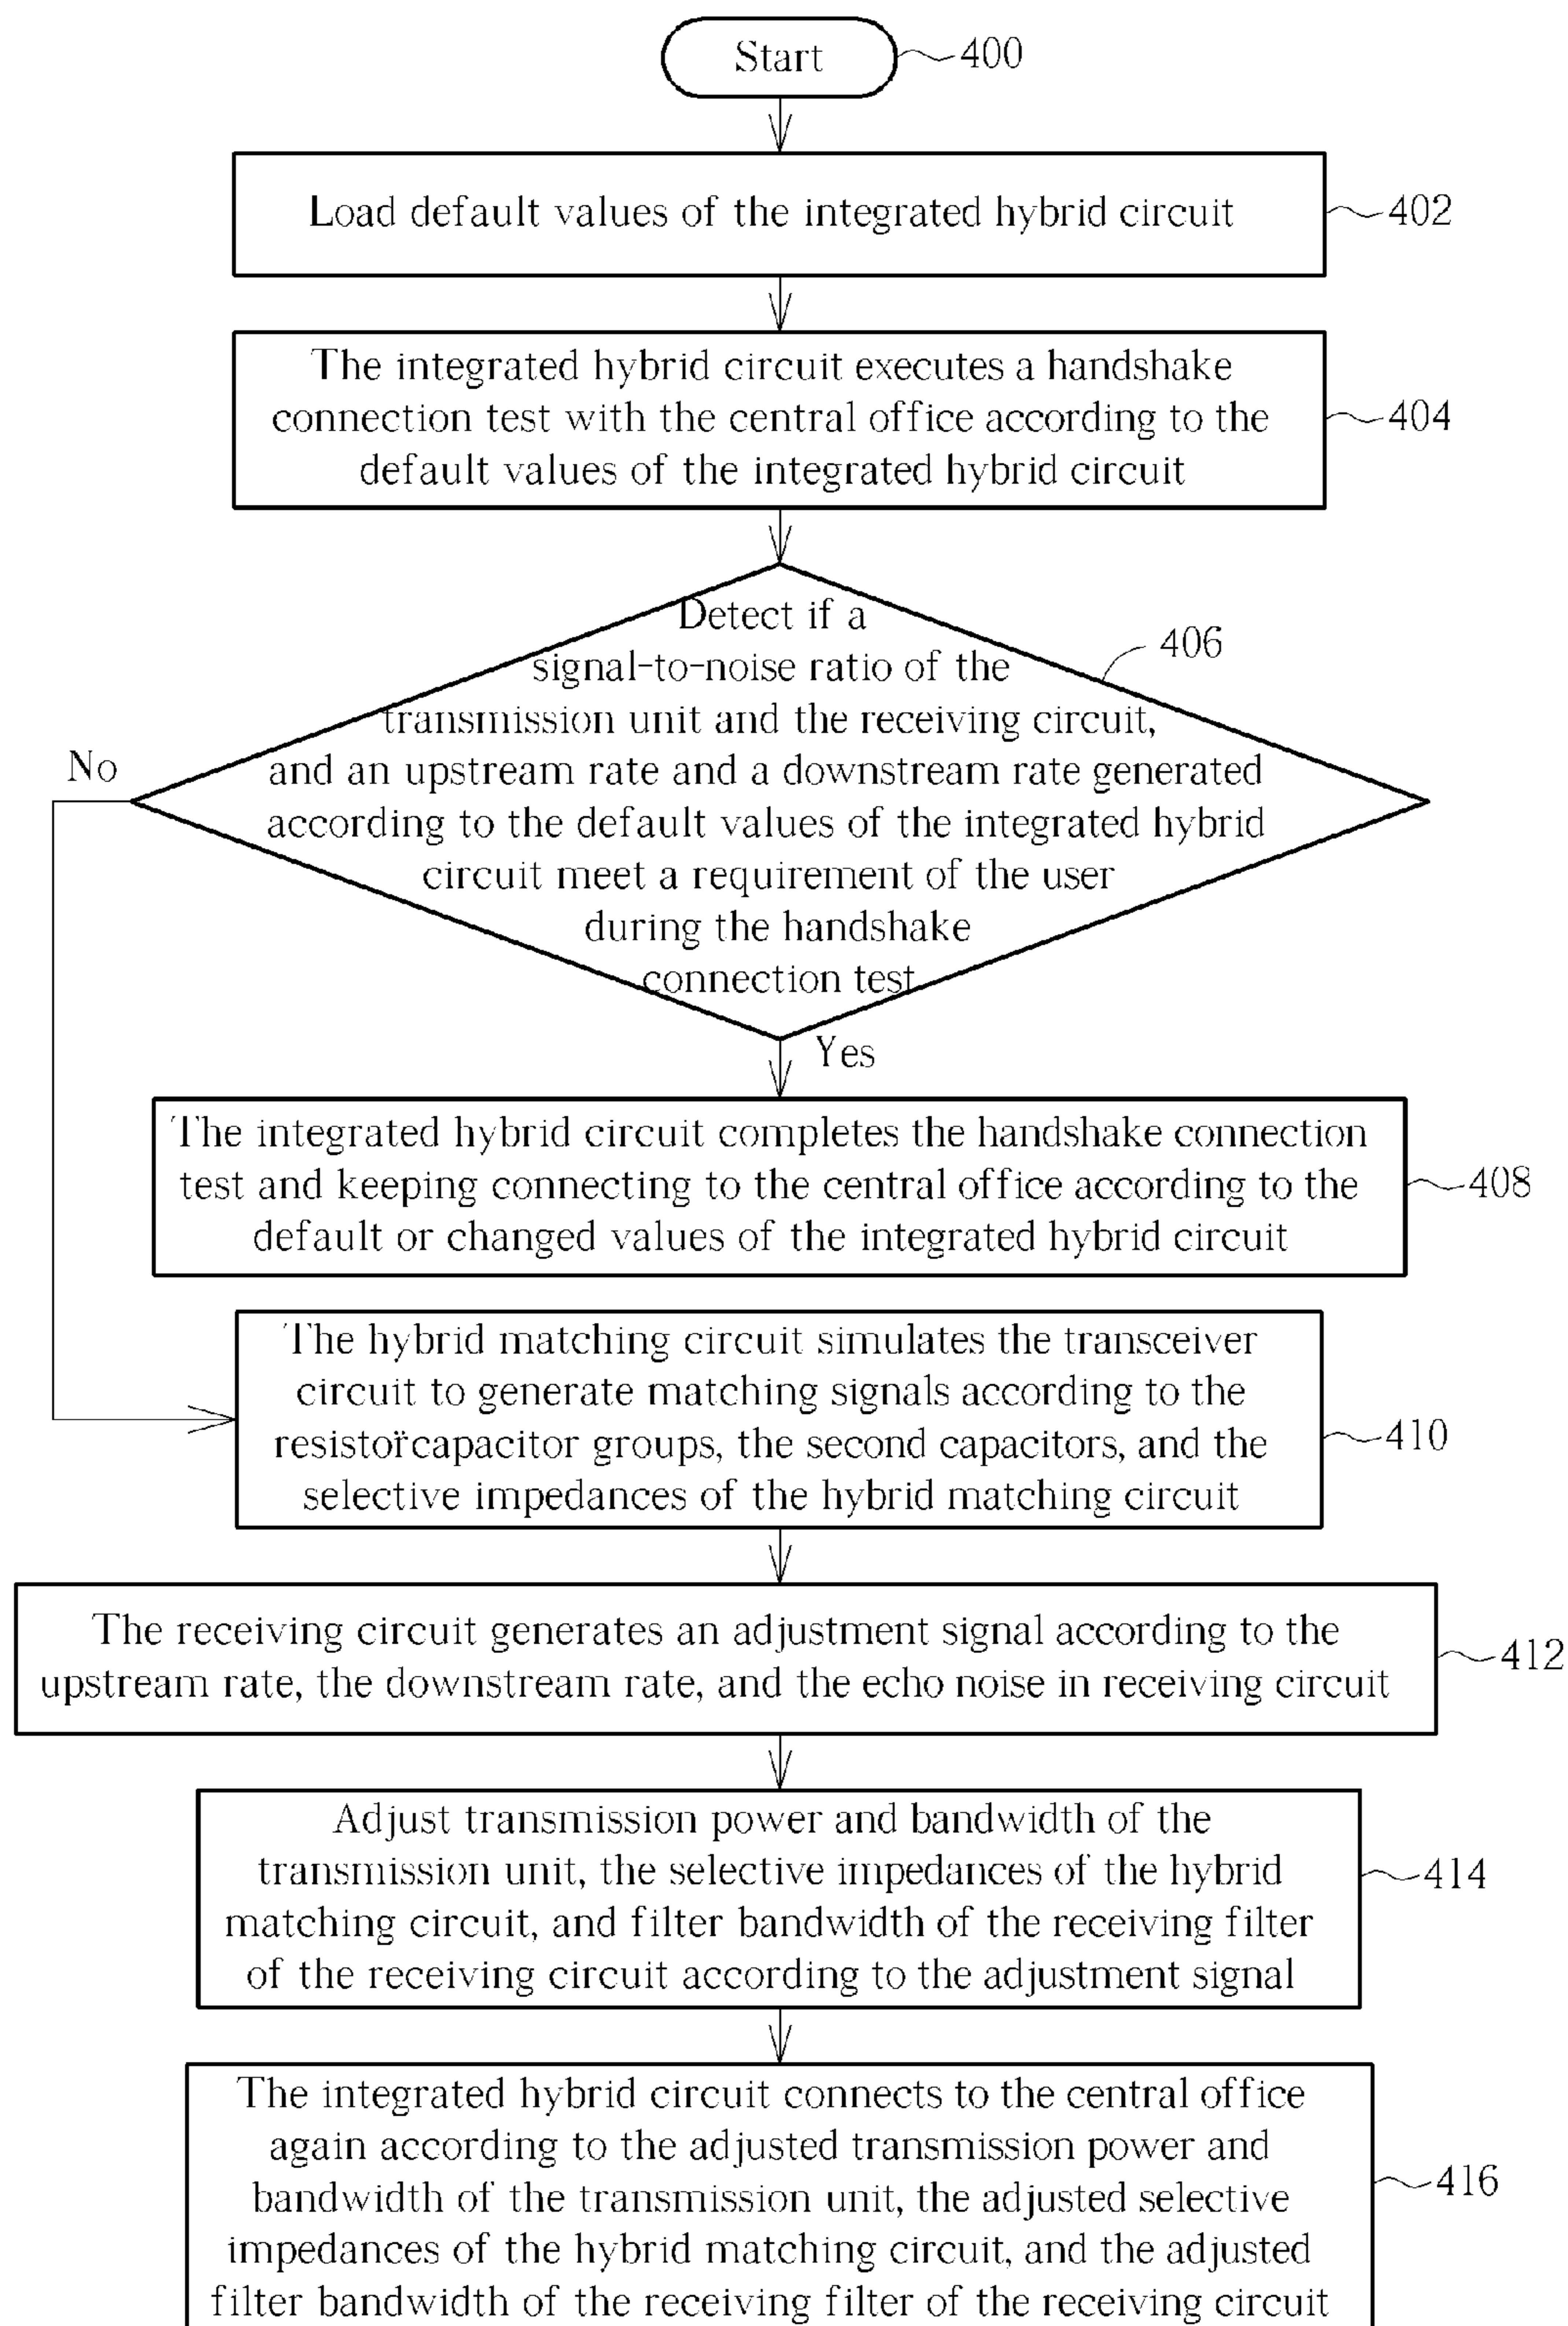 Start
400
Load default values of the integrated hybrid circuit
402
The integrated hybrid circuit executes a handshake
connection test with the central office according to the
default values of the integrated hybrid circuit
404
Detect if a
signal-to-noise ratio of the
transmission unit and the receiving circuit,
and an upstream rate and a downstream rate generated
according to the default values of the integrated hybrid
circuit meet a requirement of the user
during the handshake
connection test
406
No
Yes
The integrated hybrid circuit completes the handshake connection
test and keeping connecting to the central office according to the
default or changed values of the integrated hybrid circuit
408
The hybrid matching circuit simulates the transceiver
circuit to generate matching signals according to the
resistor¨capacitor groups, the second capacitors, and the
selective impedances of the hybrid matching circuit
410
The receiving circuit generates an adjustment signal according to the
upstream rate, the downstream rate, and the echo noise in receiving circuit
412
Adjust transmission power and bandwidth of the
transmission unit, the selective impedances of the hybrid
matching circuit, and filter bandwidth of the receiving filter
of the receiving circuit according to the adjustment signal
414
The integrated hybrid circuit connects to the central office
again according to the adjusted transmission power and
bandwidth of the transmission unit, the adjusted selective
impedances of the hybrid matching circuit, and the adjusted
filter bandwidth of the receiving filter of the receiving circuit
416